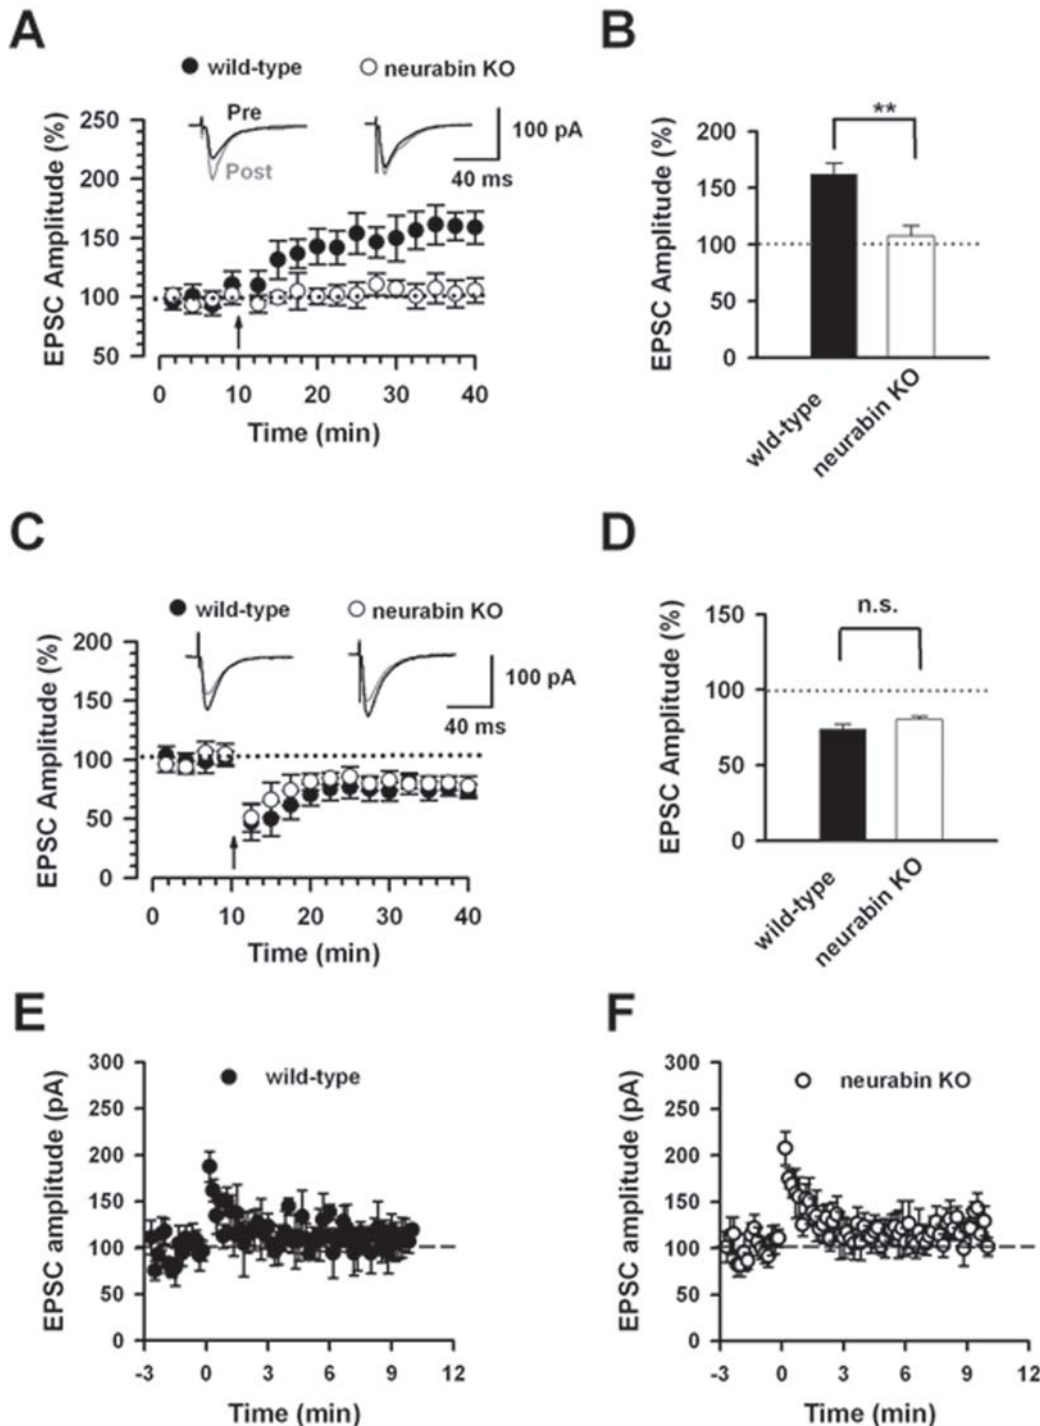 A
wild-type
neurabin KO
Pre
Post
100 pA
40 ms
EPSC Amplitude (%)
250
200
150
100
50
0
10
20
30
40
Time (min)
B
**
EPSC Amplitude (%)
200
150
100
50
0
wld-type
neurabin KO
C
wild-type
neurabin KO
100 pA
40 ms
EPSC Amplitude (%)
200
150
100
50
0
0
10
20
30
40
Time (min)
D
n.s.
EPSC Amplitude (%)
150
100
50
0
wild-type
neurabin KO
E
wild-type
EPSC amplitude (pA)
300
250
200
150
100
50
0
-3
0
3
6
9
12
Time (min)
F
neurabin KO
EPSC amplitude (pA)
300
250
200
150
100
50
0
-3
0
3
6
9
12
Time (min)